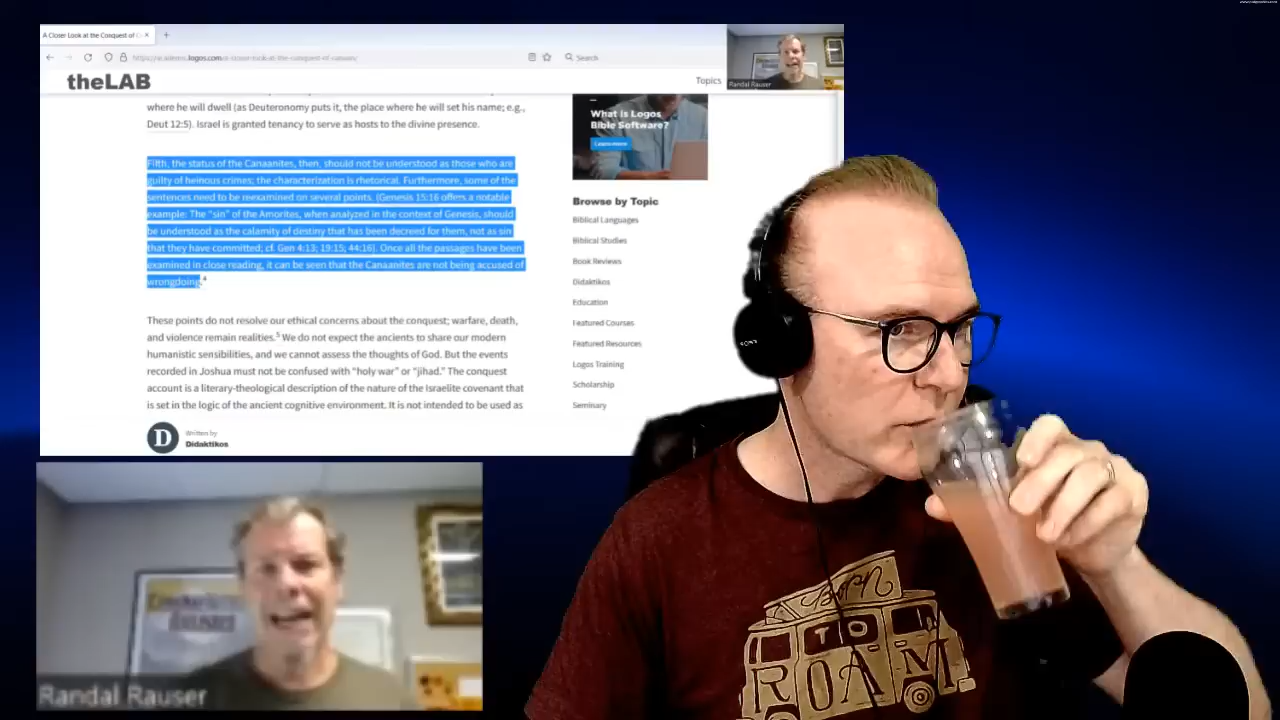 A Closer Look at the Conquest of C
Search
theLAB
Topics
Randal Rauser
where he will dwell (as Deuteronomy puts it, the place where he will set his name; e.g.,
Deut 12:5). Israel is granted tenancy to serve as hosts to the divine presence.
Fifth, the status of the Canaanites, then, should not be understood as those who are
guilty of heinous crimes; the characterization is rhetorical. Furthermore, some of the
sentences need to be reexamined on several points. (Genesis 15:16 offers a notable
example: The "sin" of the Amorites, when analyzed in the context of Genesis, should
be understood as the calamity of destiny that has been decreed for them, not as sin
that they have committed; cf. Gen 4:13; 19:15; 44:16). Once all the passages have been
examined in close reading, it can be seen that the Canaanites are not being accused of
wrongdoing.4
These points do not resolve our ethical concerns about the conquest; warfare, death,
and violence remain realities.5 We do not expect the ancients to share our modern
humanistic sensibilities, and we cannot assess the thoughts of God. But the events
recorded in Joshua must not be confused with "holy war" or "jihad." The conquest
account is a literary-theological description of the nature of the Israelite covenant that
is set in the logic of the ancient cognitive environment. It is not intended to be used as
D
Written by
Didaktikos
What is Logos
Bible Software?
Learn more
Browse by Topic
Biblical Languages
Biblical Studies
Book Reviews
Didaktikos
Education
Featured Courses
Featured Resources
Logos Training
Scholarship
Seminary
Randal Rauser
SONY
Born
TO
ROAM